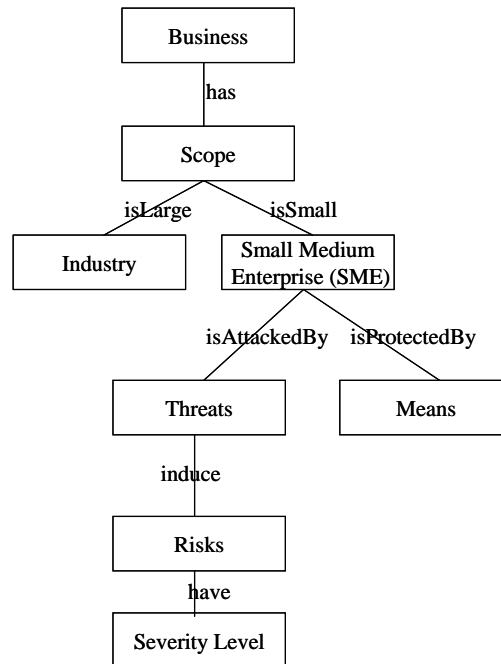 Business
has
Scope
isLarge
isSmall
Industry
Small Medium
Enterprise (SME)
isAttackedBy
isProtectedBy
Threats
Means
induce
Risks
have
Severity Level